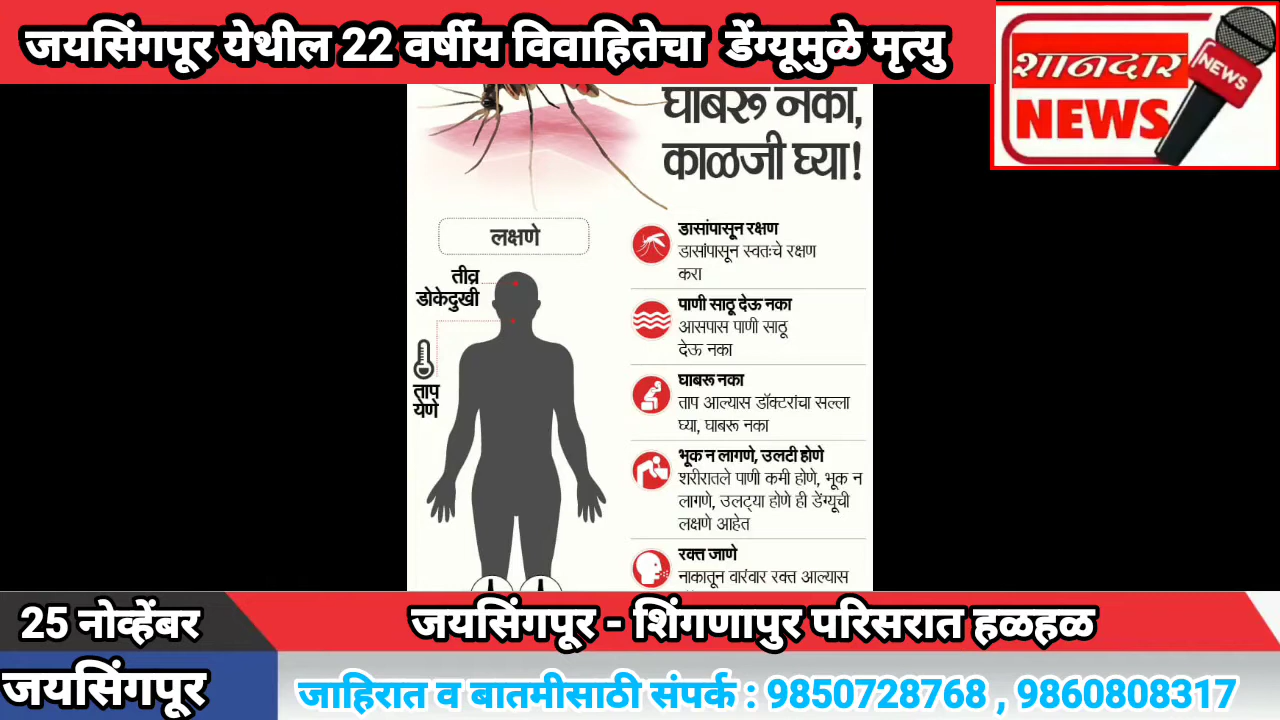 जयसिंगपूर येथील 22 वर्षीय विवाहितेचा डेंग्यूमुळे मृत्यु
शानदार
NEWS
NEWS
घाबरू नका,
काळजी घ्या!
लक्षणे
तीव्र
डोकेदुखी
ताप
येणे
डासांपासून रक्षण
डासांपासून स्वतःचे रक्षण
करा
पाणी साठू देऊ नका
आसपास पाणी साठू
देऊ नका
घाबरू नका
ताप आल्यास डॉक्टरांचा सल्ला
घ्या, घाबरू नका
भूक न लागणे, उलटी होणे
शरीरातले पाणी कमी होणे, भूक न
लागणे, उलट्या होणे ही डेंग्यूची
लक्षणे आहेत
रक्त जाणे
नाकातून वारंवार रक्त आल्यास
25 नोव्हेंबर
जयसिंगपूर - शिंगणापुर परिसरात हळहळ
जयसिंगपूर
जाहिरात व बातमीसाठी संपर्क : 9850728768 , 9860808317